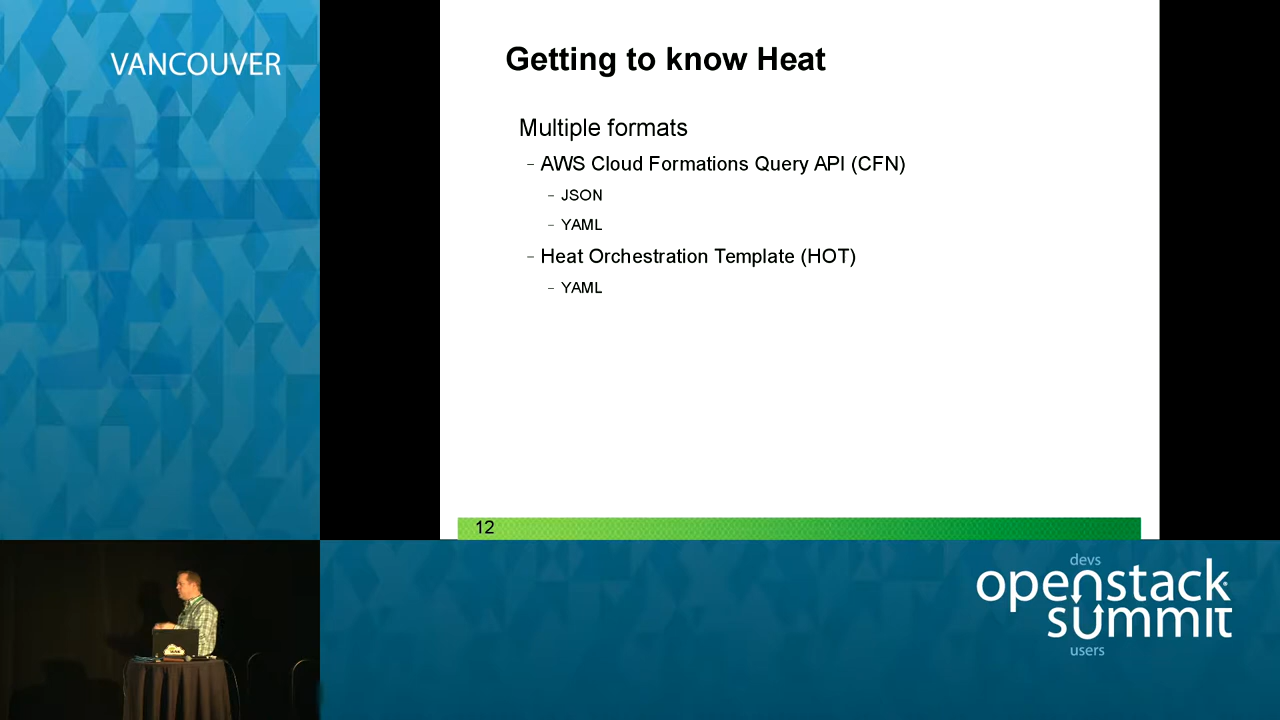 VANCOUVER
Getting to know Heat
Multiple formats
– AWS Cloud Formations Query API (CFN)
– JSON
– YAML
– Heat Orchestration Template (HOT)
– YAML
12
devs
openstack
summit
users